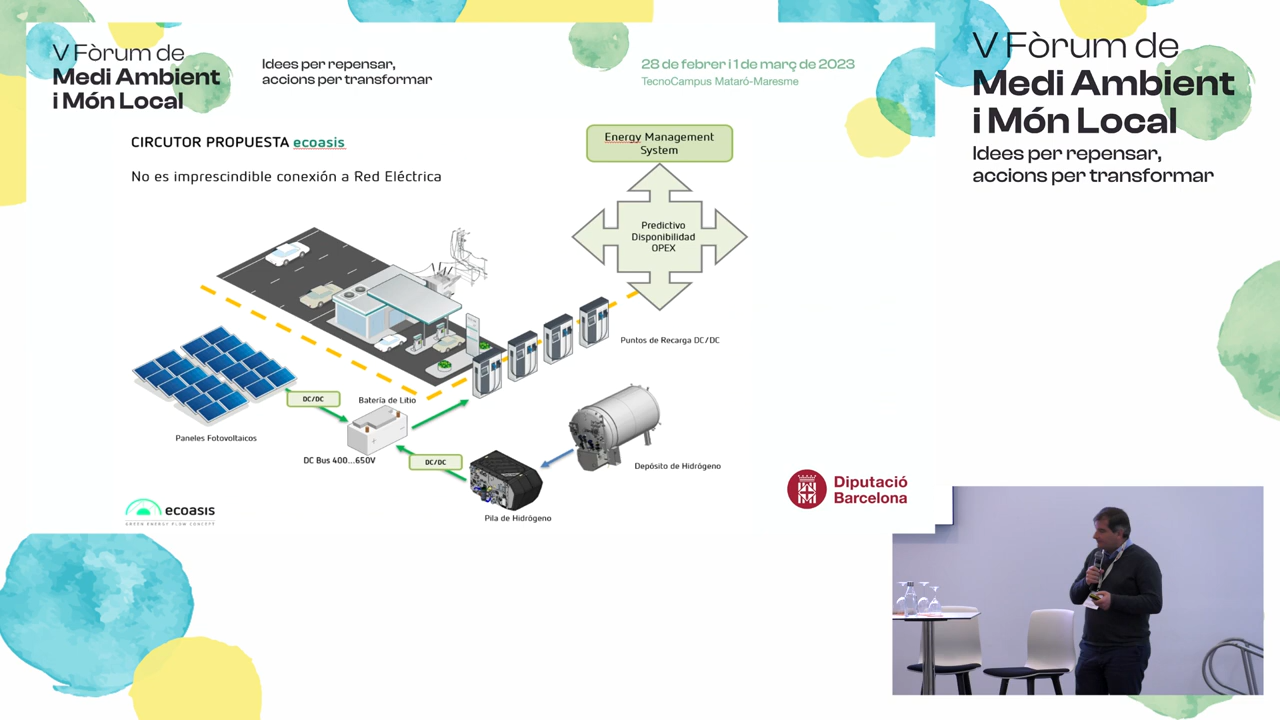 V Fòrum de
Medi Ambient
i Món Local
Idees per repensar,
accions per transformar
28 de febrer i 1 de març de 2023
TecnoCampus Mataró-Maresme
CIRCUTOR PROPUESTA ecoasis
No es imprescindible conexión a Red Eléctrica
Energy Management
System
Predictivo
Disponibilidad
OPEX
Puntos de Recarga DC/DC
DC/DC
Batería de Litio
Paneles Fotovoltaicos
DC Bus 400...650V
DC/DC
Depósito de Hidrógeno
Pila de Hidrógeno
ecoasis
GREEN ENERGY FLOW CONCEPT
Diputació
Barcelona
V Fòrum de
Medi Ambient
i Món Local
Idees per repensar,
accions per transformar